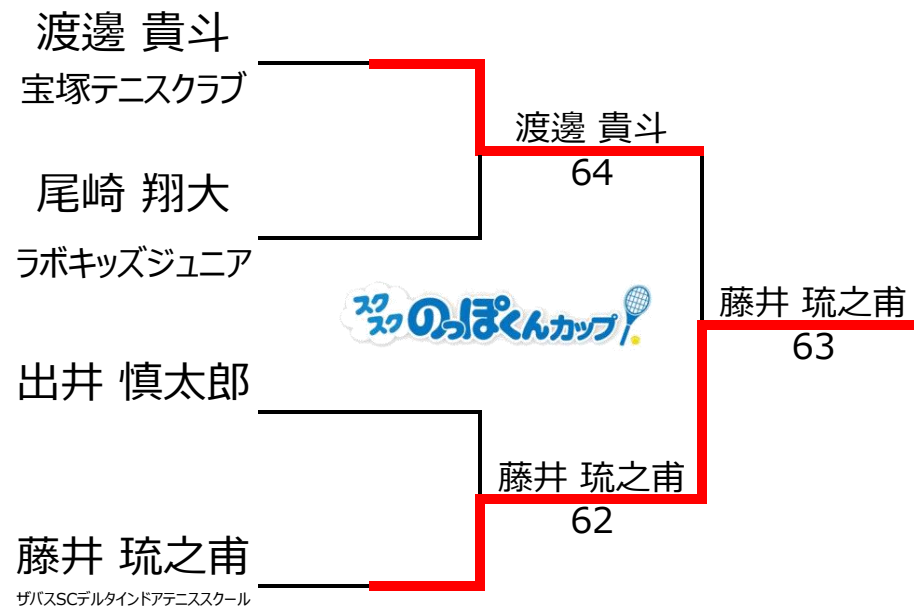 渡邊 貴斗
宝塚テニスクラブ
渡邊 貴斗
64
尾崎 翔大
ラボキッズジュニア
スク
スク のっぽくんカップ
藤井 琉之甫
63
出井 慎太郎
藤井 琉之甫
62
藤井 琉之甫
ザバスSCデルタインドアテニススクール